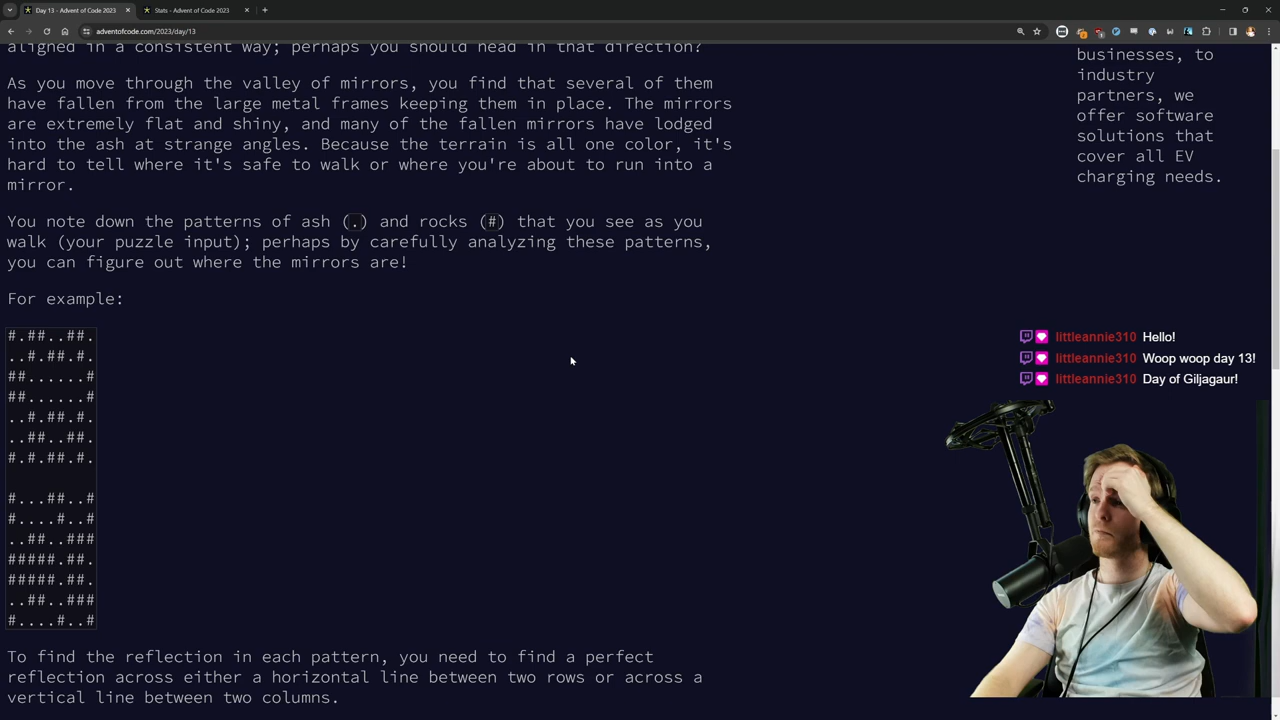 Day 13 - Advent of Code 2023
Stats - Advent of Code 2023
adventofcode.com/2023/day/13
aligned in a consistent way; perhaps you should head in that direction?
As you move through the valley of mirrors, you find that several of them
have fallen from the large metal frames keeping them in place. The mirrors
are extremely flat and shiny, and many of the fallen mirrors have lodged
into the ash at strange angles. Because the terrain is all one color, it's
hard to tell where it's safe to walk or where you're about to run into a
mirror.
You note down the patterns of ash (.) and rocks (#) that you see as you
walk (your puzzle input); perhaps by carefully analyzing these patterns,
you can figure out where the mirrors are!
For example:
#.##..##.
..#.##.#.
##......#
##......#
..#.##.#.
..##..##.
#.#.##.#.
#...##..#
#....#..#
..##..###
#####.##.
#####.##.
..##..###
#....#..#
To find the reflection in each pattern, you need to find a perfect
reflection across either a horizontal line between two rows or across a
vertical line between two columns.
businesses, to
industry
partners, we
offer software
solutions that
cover all EV
charging needs.
littleannie310 Hello!
littleannie310 Woop woop day 13!
littleannie310 Day of Giljagaur!